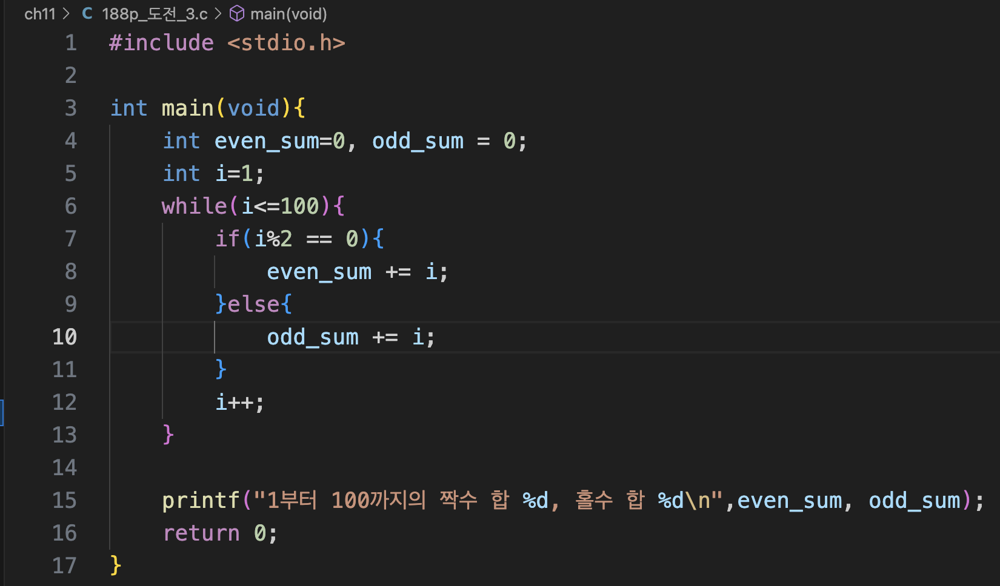 ch11 > C 188p_도전_3.c > main(void)
1 #include <stdio.h>
2
3 int main(void){
4     int even_sum=0, odd_sum = 0;
5     int i=1;
6     while(i<=100){
7         if(i%2 == 0){
8             even_sum += i;
9         }else{
10             odd_sum += i;
11         }
12         i++;
13     }
14
15     printf("1부터 100까지의 짝수 합 %d, 홀수 합 %d\n",even_sum, odd_sum);
16     return 0;
17 }